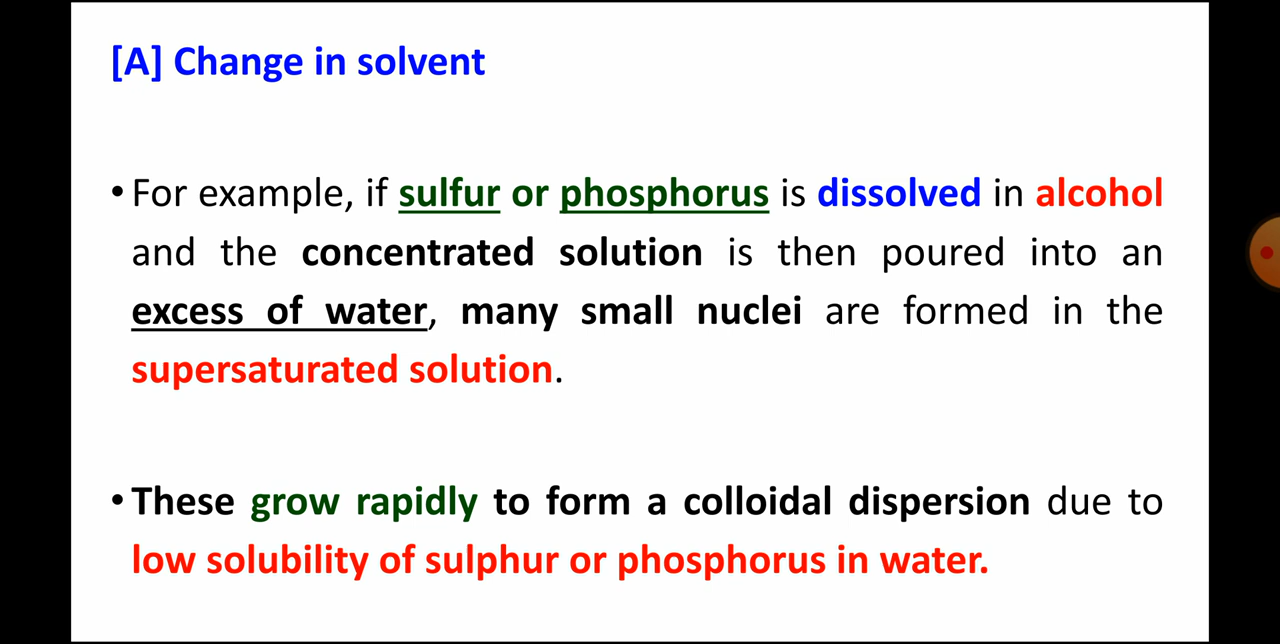 [A] Change in solvent
• For example, if sulfur or phosphorus is dissolved in alcohol
and the concentrated solution is then poured into an
excess of water, many small nuclei are formed in the
supersaturated solution.
• These grow rapidly to form a colloidal dispersion due to
low solubility of sulphur or phosphorus in water.